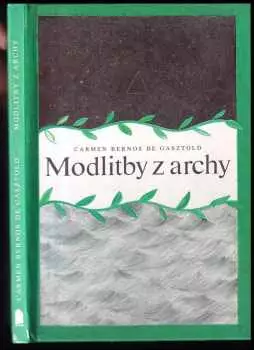 CARMEN BERNOS DE GASZTOLD
Modlitby z archy
CARMEN BERNOS DE GASZTOLD MODLITBY Z ARCHY